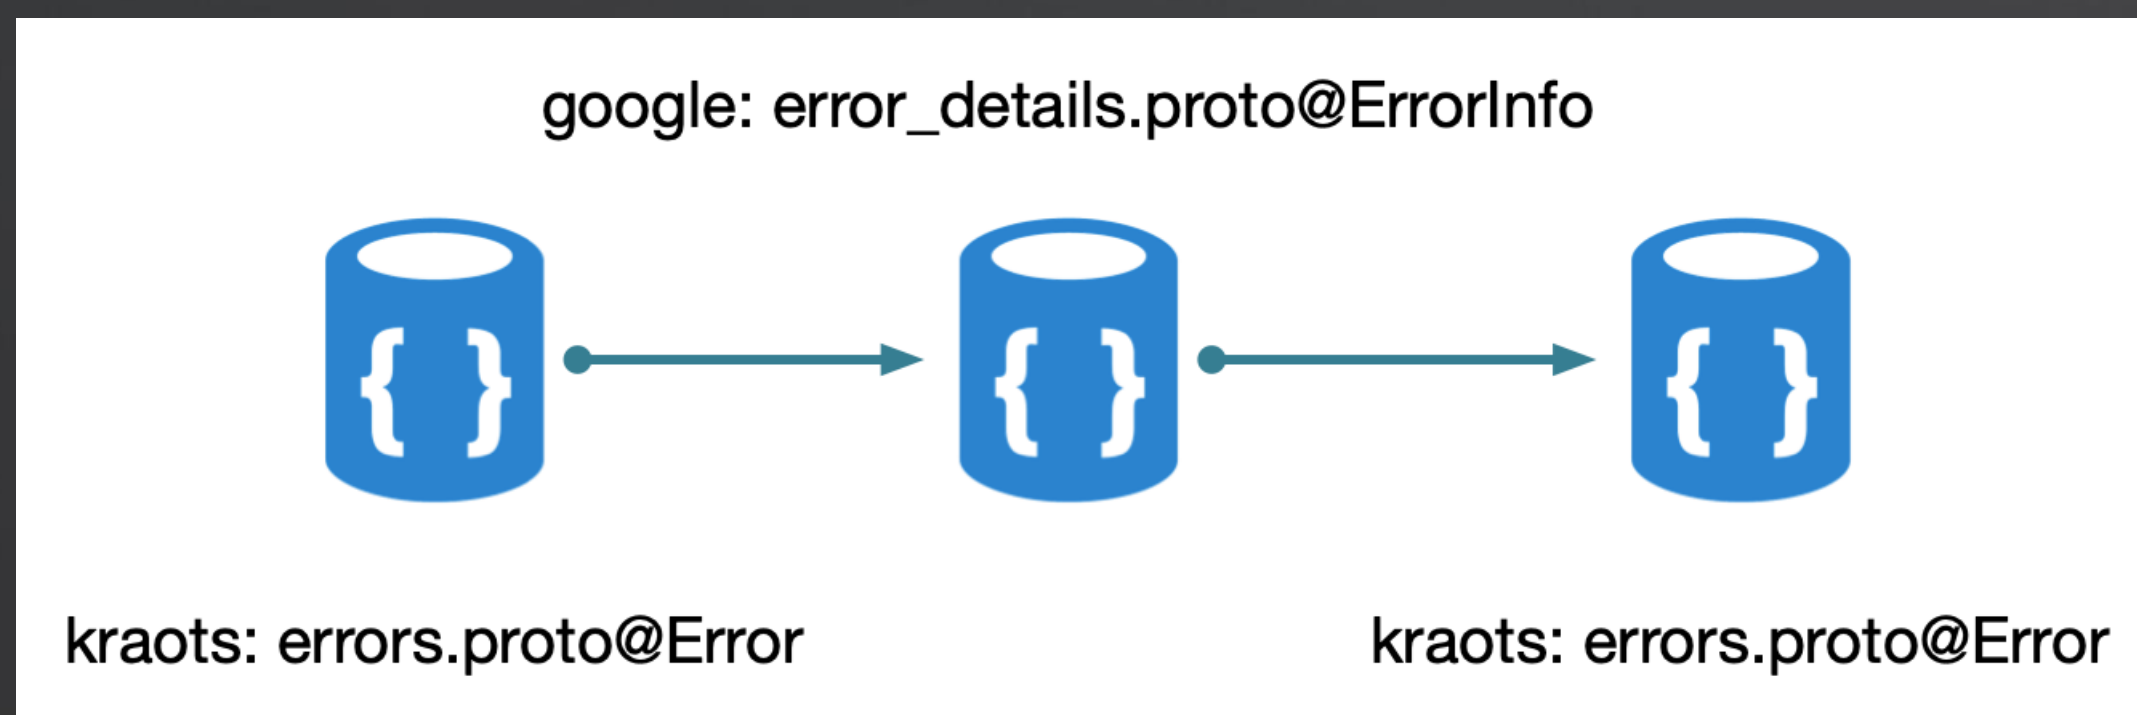 google: error_details.proto@ErrorInfo
{ }
{ }
{ }
kraots: errors.proto@Error
kraots: errors.proto@Error